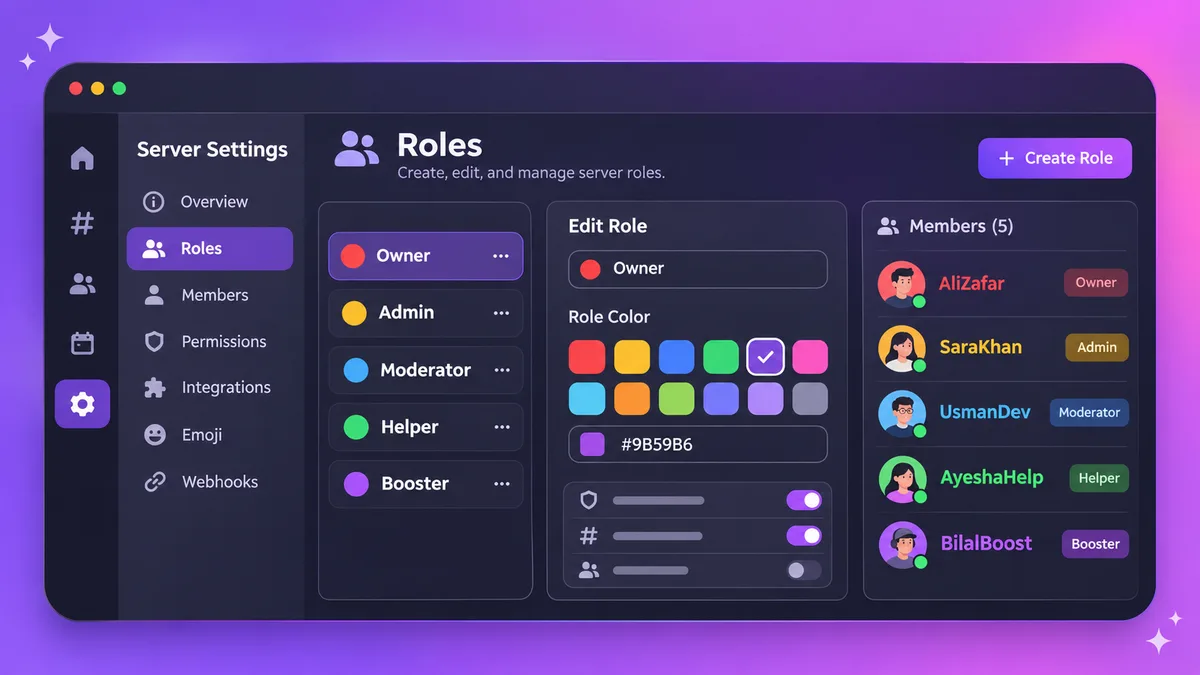 Server Settings
Overview
Roles
Members
Permissions
Integrations
Emoji
Webhooks
Roles
Create, edit, and manage server roles.
+ Create Role
Owner
Admin
Moderator
Helper
Booster
Edit Role
Owner
Role Color
#9B59B6
Members (5)
AliZafar Owner
SaraKhan Admin
UsmanDev Moderator
AyeshaHelp Helper
BilalBoost Booster